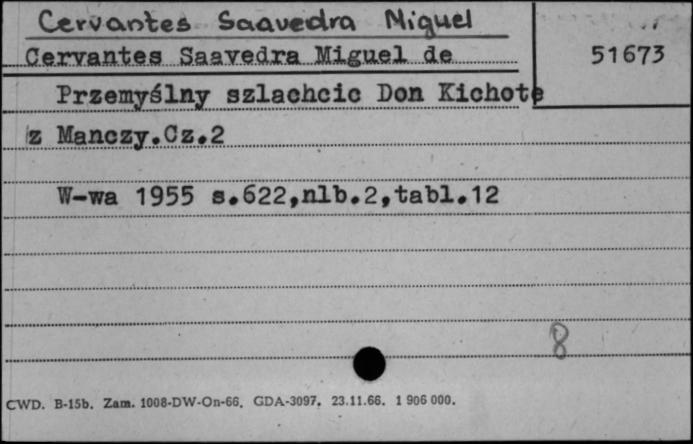 Cervantes Saavedra Miguel
Cervantes Saavedra Miguel de
51673
Przemyślny szlachcic Don Kichote
z Manczy.Cz.2
W-wa 1955 s.622,nlb.2,tabl.12
8
CWD. B-15b. Zam. 1008-DW-On-66. GDA-3097. 23.11.66. 1 906 000.